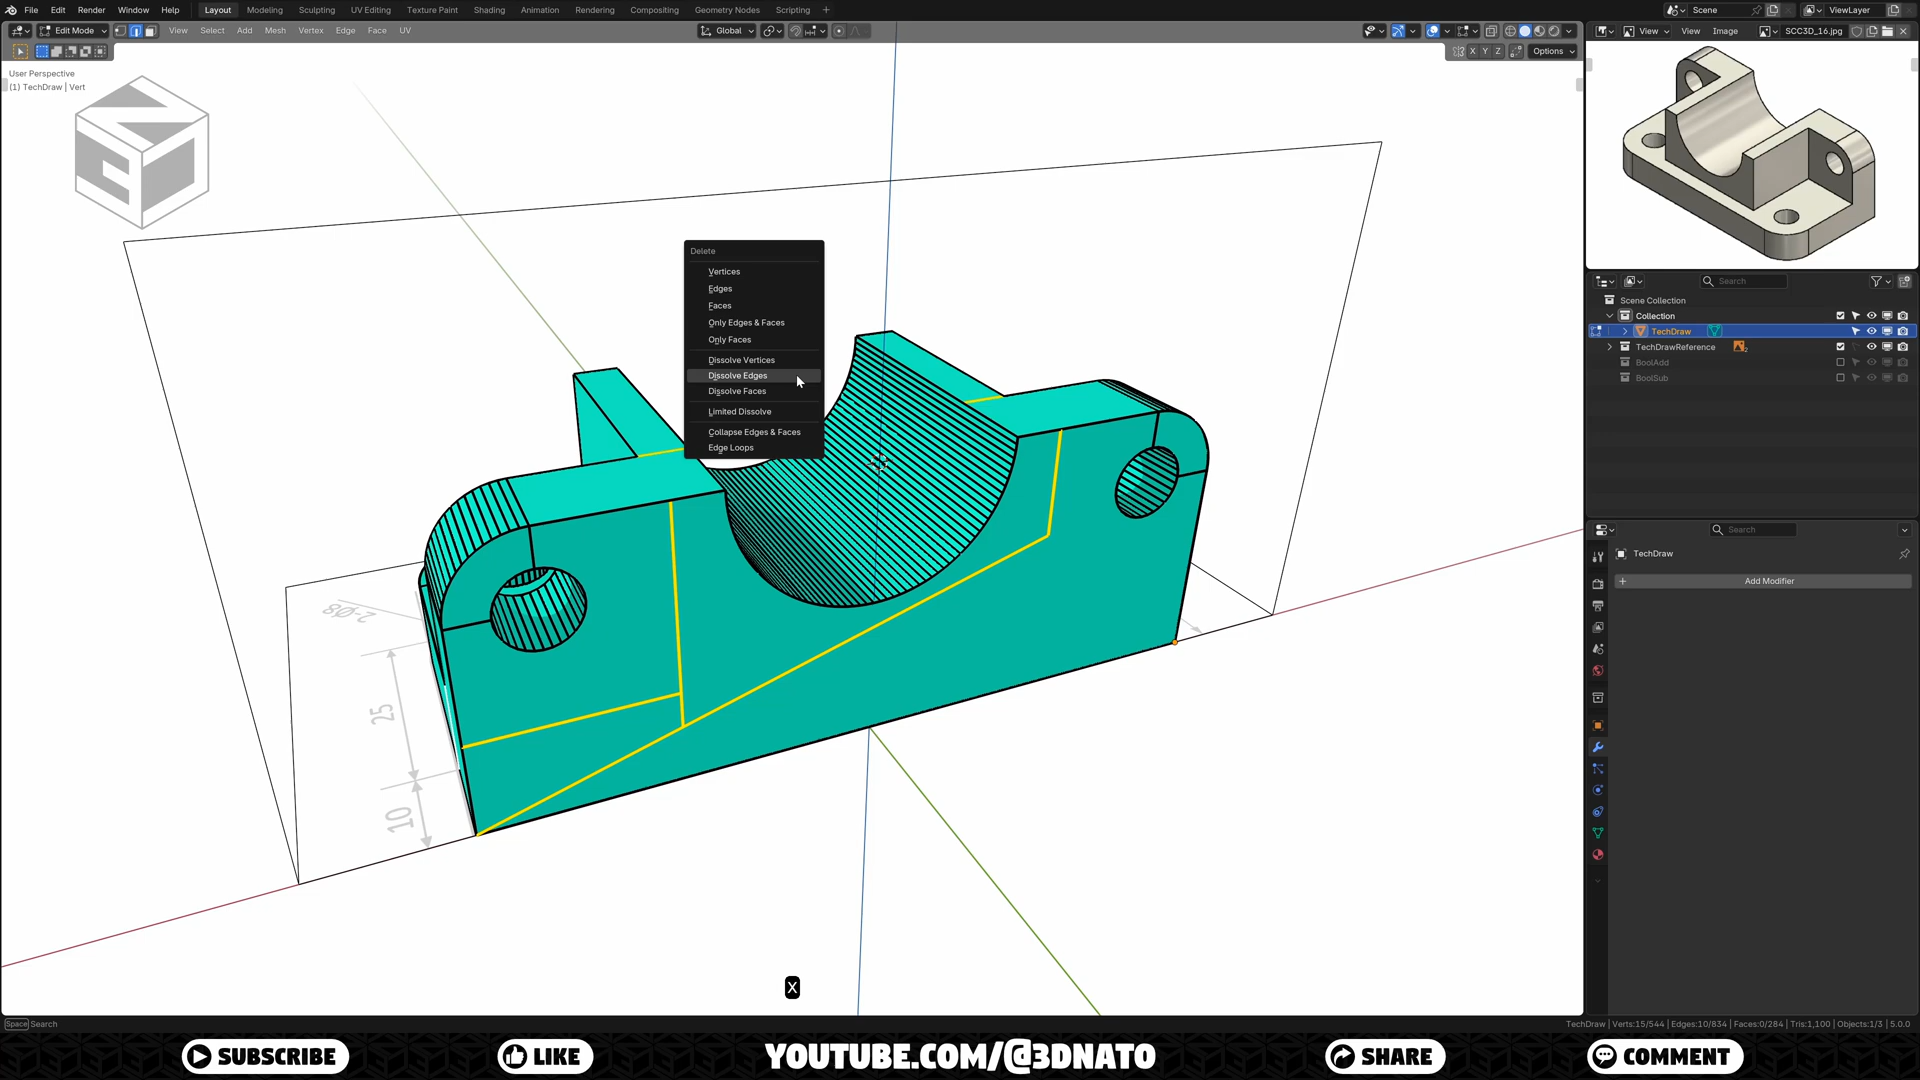 File Edit Render Window Help Layout Modeling Sculpting UV Editing Texture Paint Shading Animation Rendering Compositing Geometry Nodes Scripting + Scene ViewLayer
Edit Mode View Select Add Mesh Vertex Edge Face UV Global View View Image SCC3D_16.jpg
X Y Z Options
User Perspective
(1) TechDraw | Vert
Delete
Vertices
Edges
Faces
Only Edges & Faces
Only Faces
Dissolve Vertices
Dissolve Edges
Dissolve Faces
Limited Dissolve
Collapse Edges & Faces
Edge Loops
Search
Scene Collection
Collection
TechDraw
TechDrawReference 2
BoolAdd
BoolSub
Search
TechDraw
+ Add Modifier
2-Ø8
25
10
X
Space Search
TechDraw | Verts:15/544 | Edges:10/834 | Faces:0/284 | Tris:1,100 | Objects:1/3 | 5.0.0
SUBSCRIBE LIKE YOUTUBE.COM/@3DNATO SHARE COMMENT